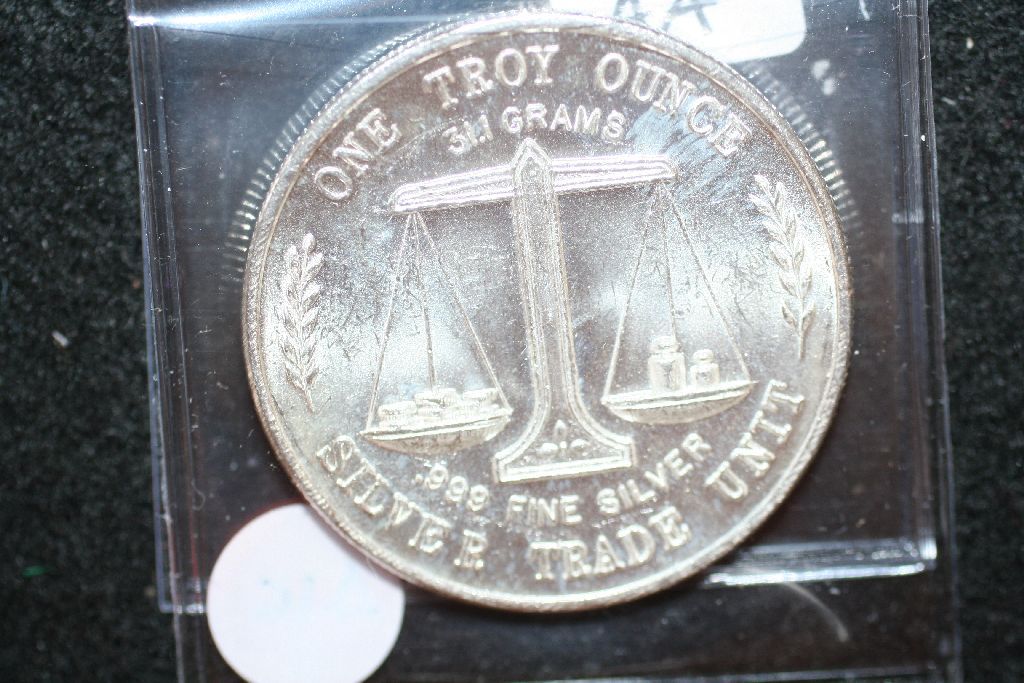 ONE TROY OUNCE
31.1 GRAMS
.999 FINE SILVER
SILVER TRADE UNIT